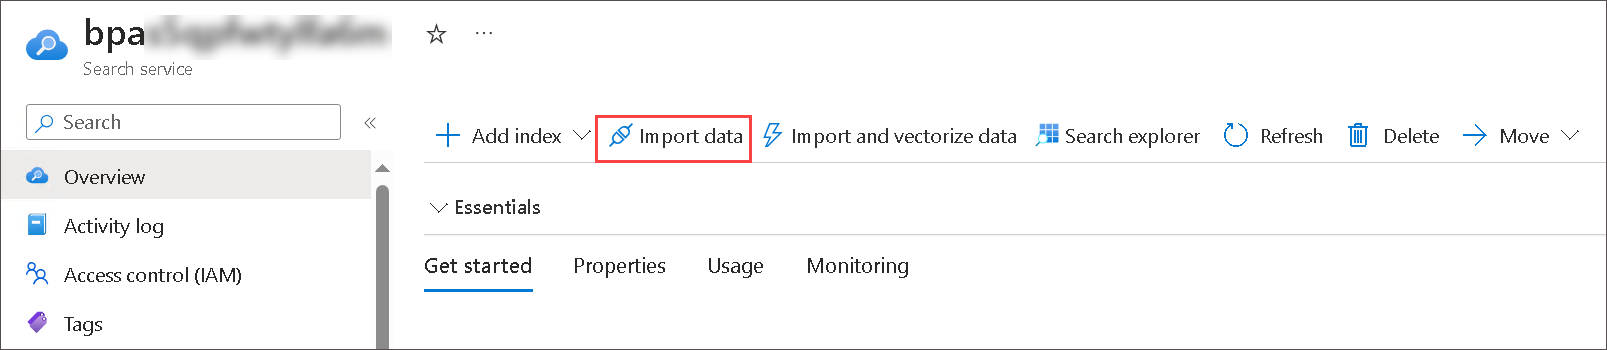 bpa
Search service
Search
Add index
Import data
Import and vectorize data
Search explorer
Refresh
Delete
Move
Overview
Activity log
Access control (IAM)
Tags
Essentials
Get started
Properties
Usage
Monitoring